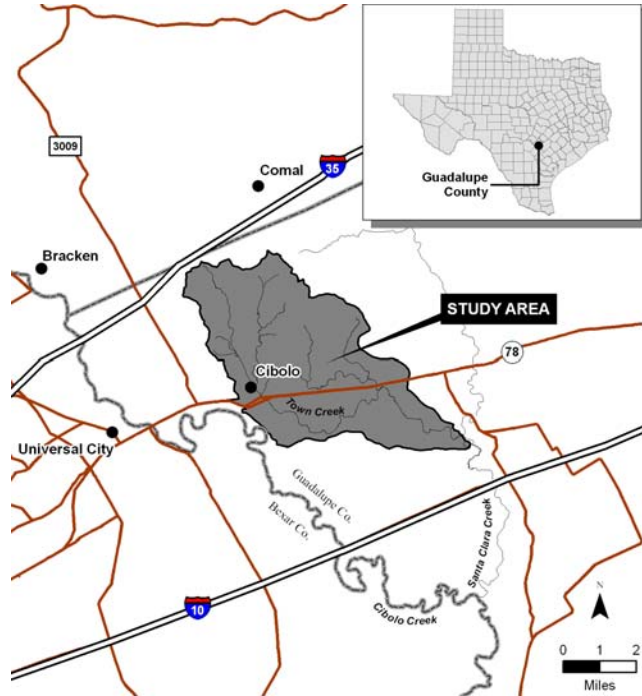 3009
Comal
35
Guadalupe
County
Bracken
STUDY AREA
78
Cibolo
Town Creek
Universal City
Guadalupe Co.
Bexar Co.
Santa Clara Creek
Cibolo Creek
10
N
0 1 2
Miles